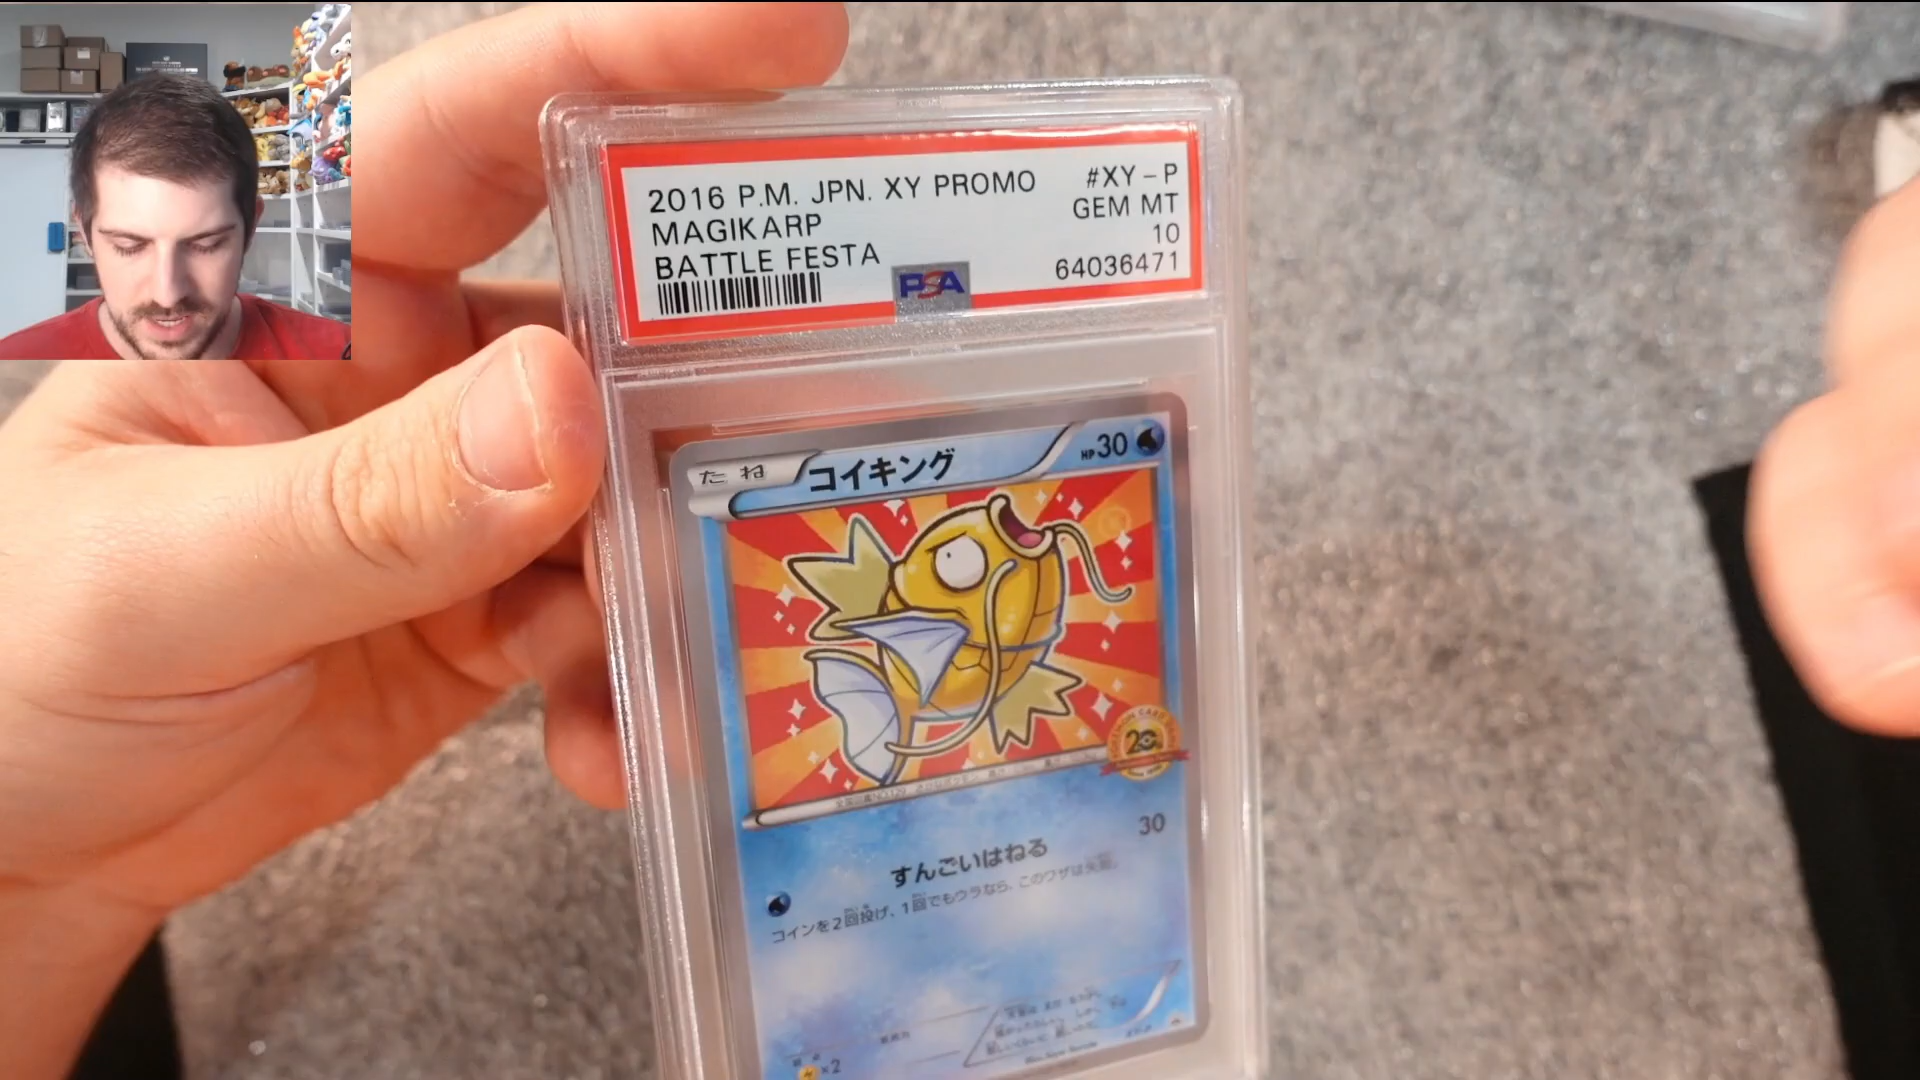 2016 P.M. JPN. XY PROMO #XY-P
MAGIKARP GEM MT
BATTLE FESTA 10
64036471
PSA
たね コイキング HP30
20
すんごいはねる 30
コインを2回投げ、1回でもウラなら、このワザは失敗。
×2